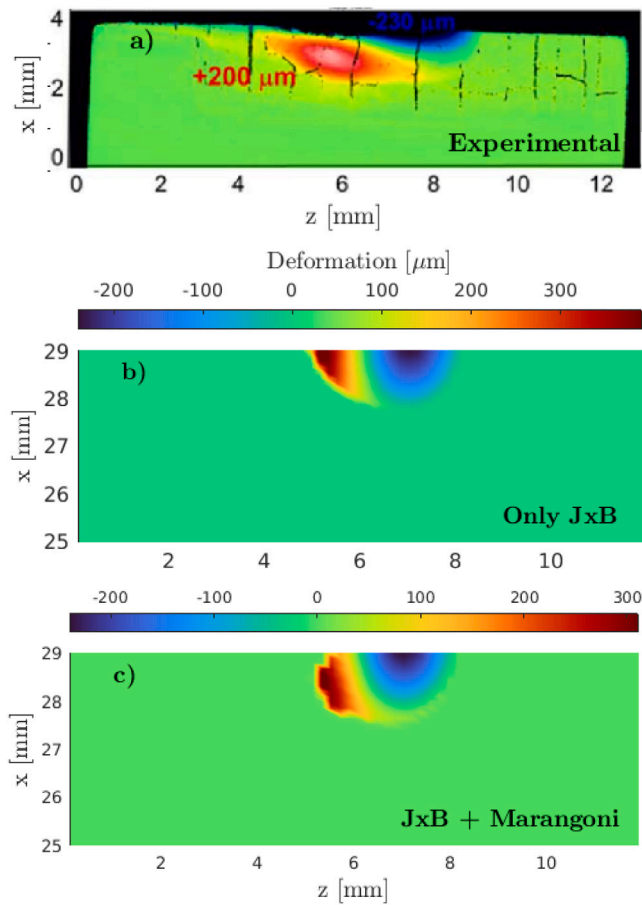 4
-230 μm
a)
+200 μm
2
x [mm]
Experimental
0
0 2 4 6 8 10 12
z [mm]
Deformation [μm]
-200 -100 0 100 200 300
29
b)
28
27
x [mm]
26
Only JxB
25
2 4 6 8 10
-200 -100 0 100 200 300
29
c)
28
27
x [mm]
26
JxB + Marangoni
25
2 4 6 8 10
z [mm]